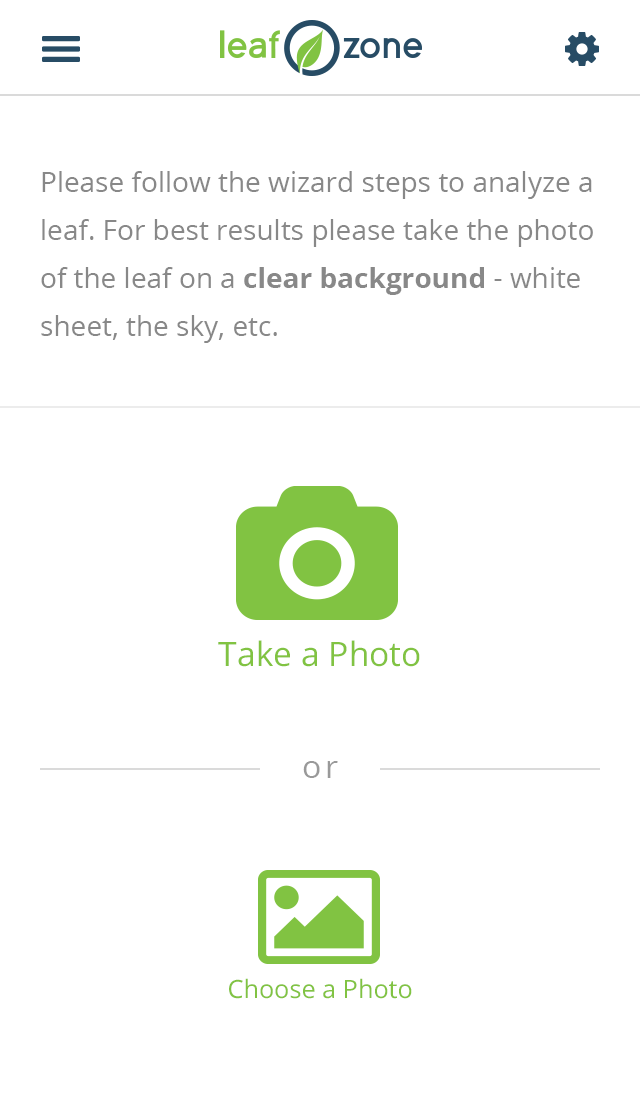 leaf zone
Please follow the wizard steps to analyze a
leaf. For best results please take the photo
of the leaf on a clear background - white
sheet, the sky, etc.
Take a Photo
or
Choose a Photo